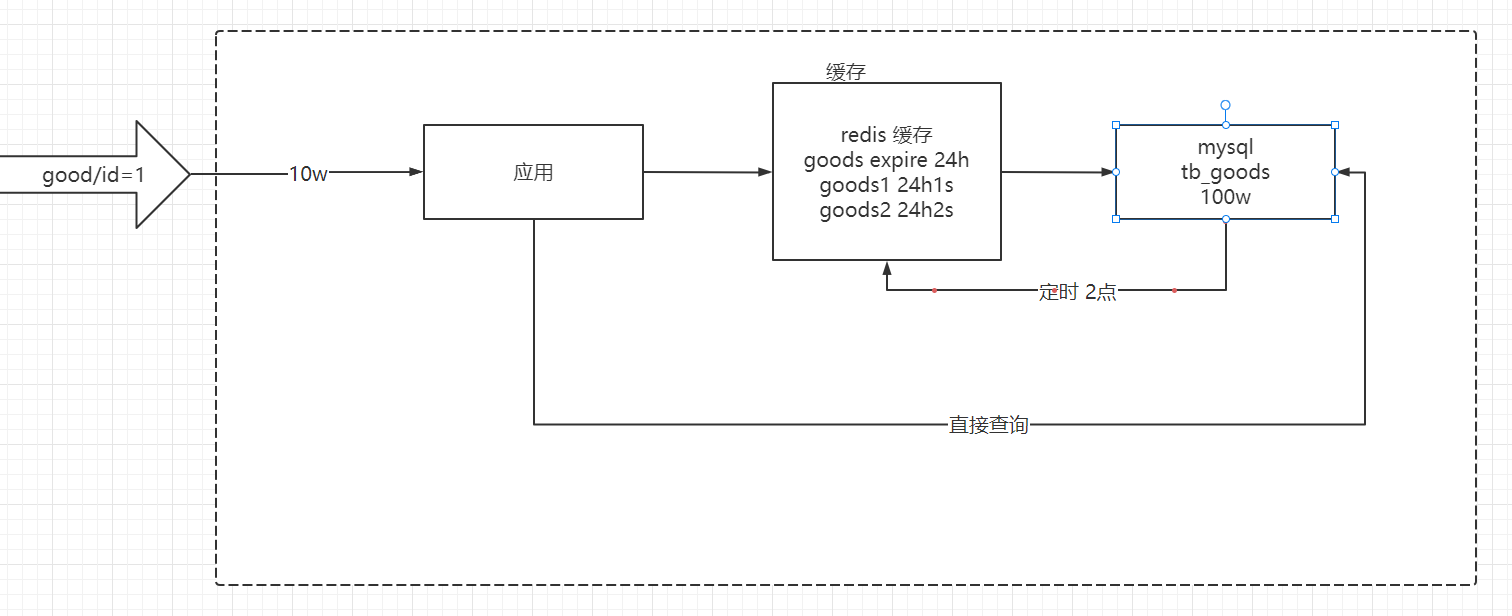 缓存
redis 缓存
goods expire 24h
goods1 24h1s
goods2 24h2s
mysql
tb_goods
100w
good/id=1
10w
应用
定时 2点
直接查询